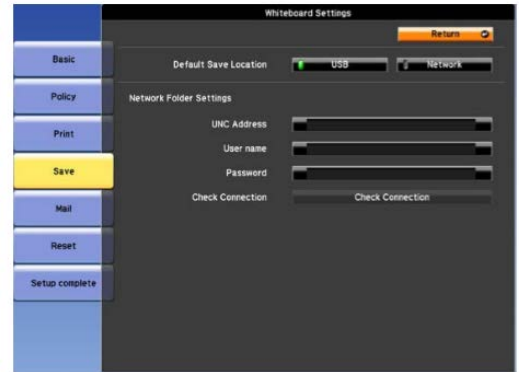 Whiteboard Settings
Return
Basic
Policy
Print
Save
Mail
Reset
Setup complete
Default Save Location
USB
Network
Network Folder Settings
UNC Address
User name
Password
Check Connection
Check Connection